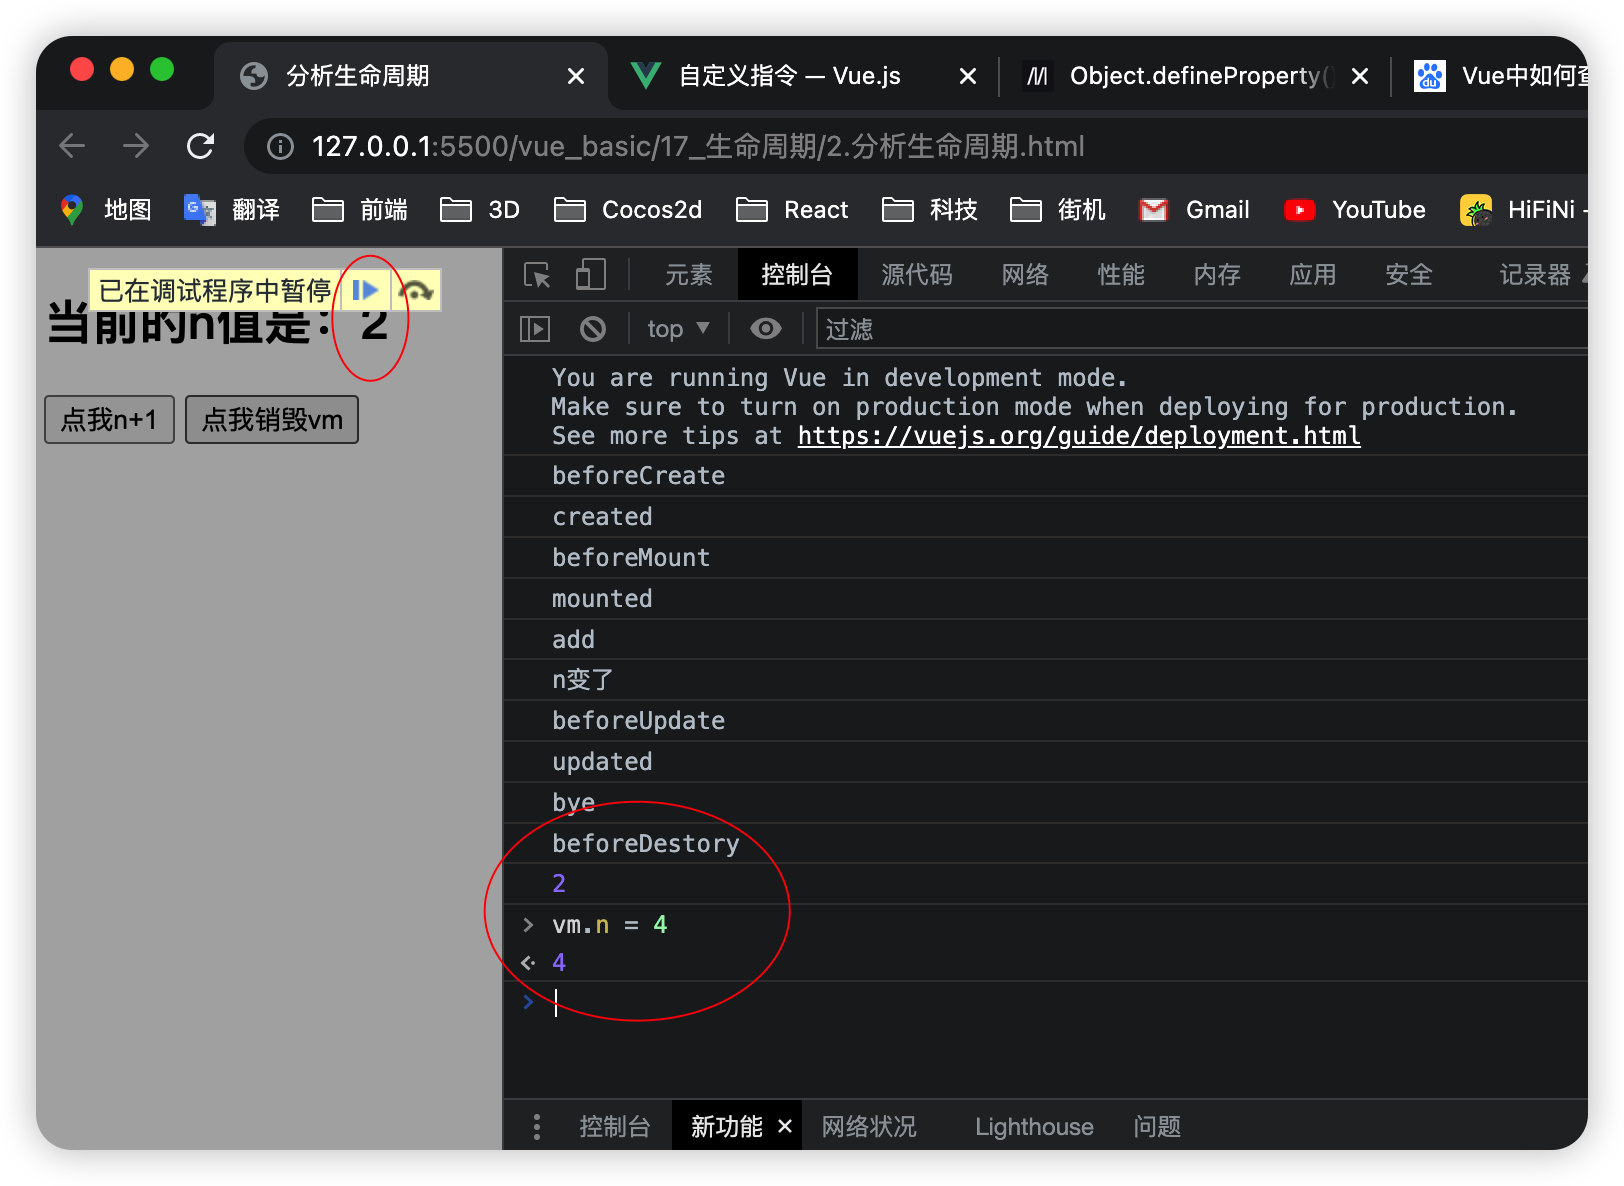 分析生命周期
自定义指令 — Vue.js
Object.defineProperty()
Vue中如何查
127.0.0.1:5500/vue_basic/17_生命周期/2.分析生命周期.html
地图 翻译 前端 3D Cocos2d React 科技 街机 Gmail YouTube HiFiNi -
已在调试程序中暂停
当前的n值是：2
点我n+1 点我销毁vm
元素 控制台 源代码 网络 性能 内存 应用 安全 记录器
top ▼ 过滤
You are running Vue in development mode.
Make sure to turn on production mode when deploying for production.
See more tips at https://vuejs.org/guide/deployment.html
beforeCreate
created
beforeMount
mounted
add
n变了
beforeUpdate
updated
bye
beforeDestory
2
> vm.n = 4
4
>
控制台 新功能 网络状况 Lighthouse 问题